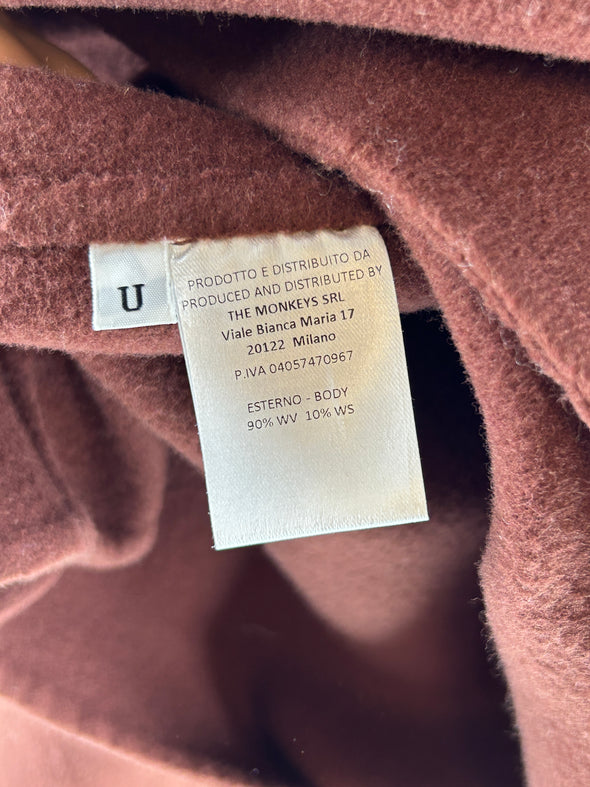 U
PRODOTTO E DISTRIBUITO DA
PRODUCED AND DISTRIBUTED BY
THE MONKEYS SRL
Viale Bianca Maria 17
20122 Milano
P.IVA 04057470967
ESTERNO - BODY
90% WV 10% WS